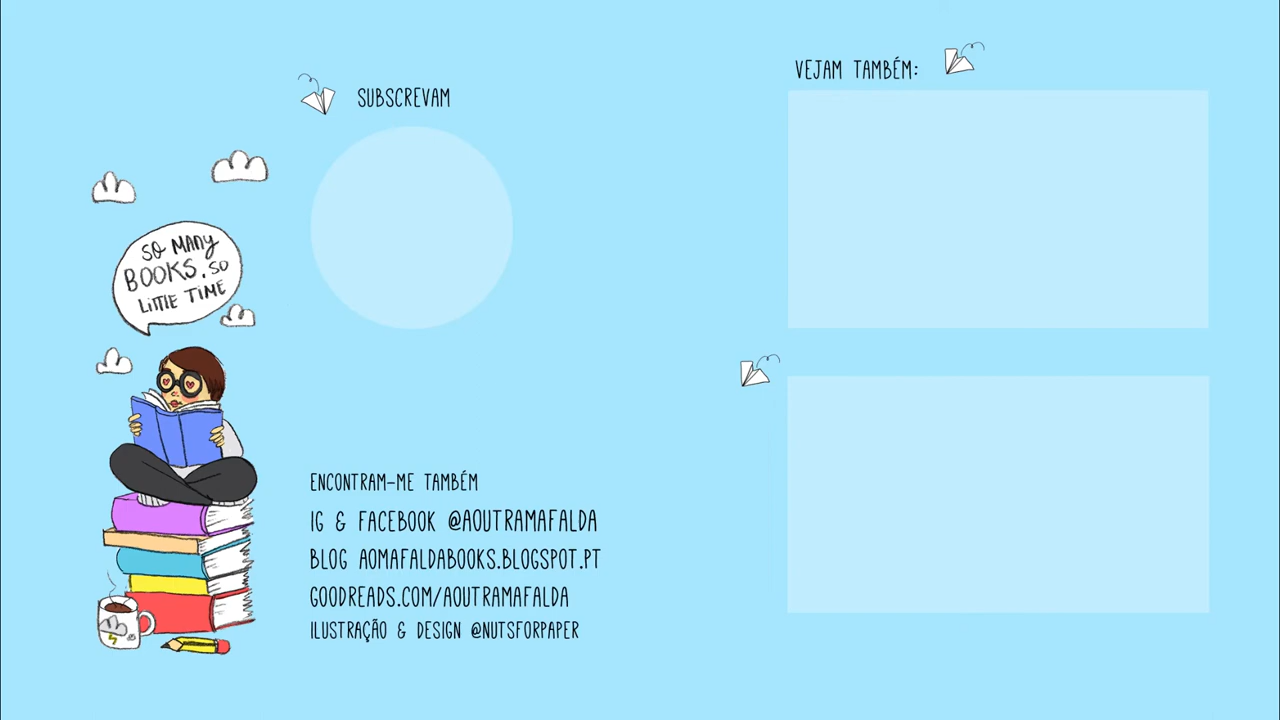 SUBSCREVAM
VEJAM TAMBÉM:
SO MANY
BOOKS, SO
LITTLE TIME
ENCONTRAM-ME TAMBÉM
IG & FACEBOOK @AOUTRAMAFALDA
BLOG AOMAFALDABOOKS.BLOGSPOT.PT
GOODREADS.COM/AOUTRAMAFALDA
ILUSTRAÇÃO & DESIGN @NUTSFORPAPER